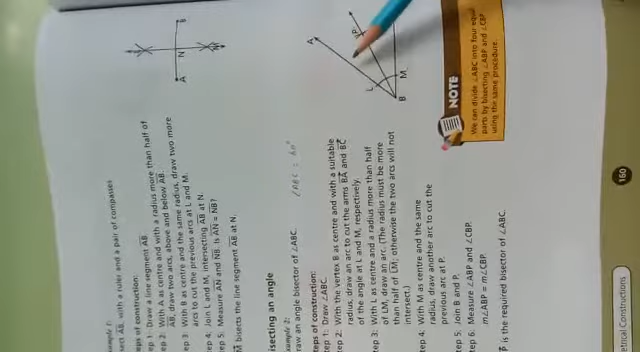 ample 1:
sect AB, with a ruler and a pair of compasses
eps of construction:
ep 1: Draw a line segment AB.
ep 2: With A as centre and with a radius more than half of
AB, draw two arcs, above and below AB.
ep 3: With B as centre and the same radius, draw two more
arcs to cut the previous arcs at L and M.
ep 4: Join L and M, intersecting AB at N.
ep 5: Measure AN and NB. Is AN = NB?
M bisects the line segment AB at N.
A
N
B
M
isecting an angle
ample 2:
raw an angle bisector of ∠ABC.
∠ABC = 60°
teps of construction:
tep 1: Draw ∠ABC.
tep 2: With the vertex B as centre and with a suitable
radius, draw an arc to cut the arms BA and BC
of the angle at L and M, respectively.
tep 3: With L as centre and a radius more than half
of LM, draw an arc. (The radius must be more
than half of LM; otherwise the two arcs will not
intersect.)
tep 4: With M as centre and the same
radius, draw another arc to cut the
previous arc at P.
tep 5: Join B and P.
tep 6: Measure ∠ABP and ∠CBP.
m∠ABP = m∠CBP.
P is the required bisector of ∠ABC.
A
P
L
B
M
NOTE
We can divide ∠ABC into four equal
parts by bisecting ∠ABP and ∠CBP
using the same procedure.
etrical Constructions
160